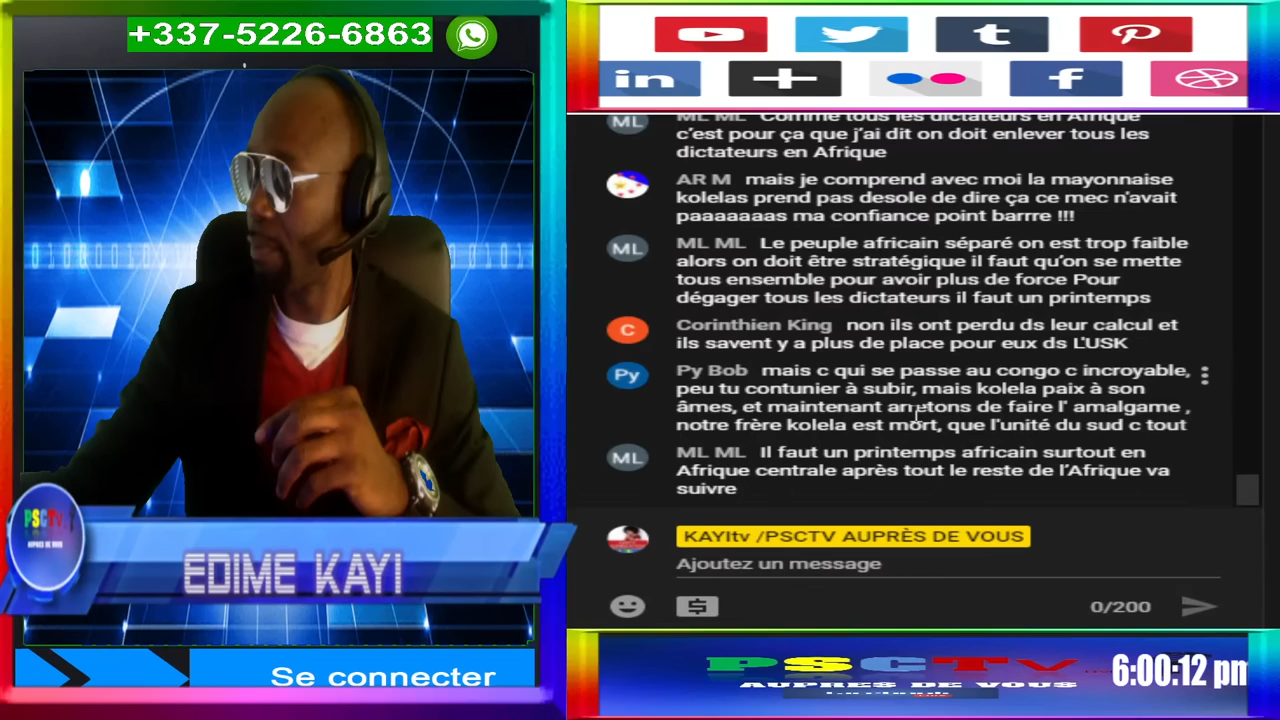 +337-5226-6863
PSCTV
AUPRES DE VOUS
EDIME KAYI
Se connecter
in
f
ML ML Comme tous les dictateurs en Afrique
c'est pour ça que j'ai dit on doit enlever tous les
dictateurs en Afrique
AR M mais je comprend avec moi la mayonnaise
kolelas prend pas desole de dire ça ce mec n'avait
paaaaaaas ma confiance point barrre !!!
ML ML ML Le peuple africain séparé on est trop faible
alors on doit être stratégique il faut qu'on se mette
tous ensemble pour avoir plus de force Pour
dégager tous les dictateurs il faut un printemps
C Corinthien King non ils ont perdu ds leur calcul et
ils savent y a plus de place pour eux ds L'USK
Py Py Bob mais c qui se passe au congo c incroyable,
peu tu contunier à subir, mais kolela paix à son
âmes, et maintenant arretons de faire l' amalgame ,
notre frère kolela est mort, que l'unité du sud c tout
ML ML ML Il faut un printemps africain surtout en
Afrique centrale après tout le reste de l'Afrique va
suivre
KAYItv /PSCTV AUPRÈS DE VOUS
Ajoutez un message
0/200
PSCTV
AUPRES DE VOUS
6:00:12 pm